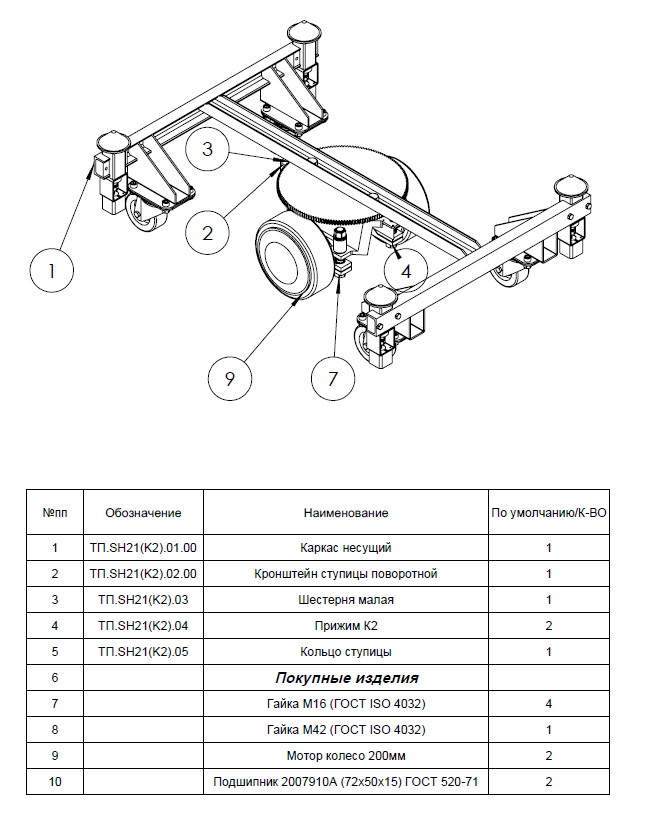 3
2
1
4
9
7
№пп Обозначение Наименование По умолчанию/К-ВО
1 ТП.SH21(K2).01.00 Каркас несущий 1
2 ТП.SH21(K2).02.00 Кронштейн ступицы поворотной 1
3 ТП.SH21(K2).03 Шестерня малая 1
4 ТП.SH21(K2).04 Прижим К2 2
5 ТП.SH21(K2).05 Кольцо ступицы 1
6 Покупные изделия
7 Гайка М16 (ГОСТ ISO 4032) 4
8 Гайка М42 (ГОСТ ISO 4032) 1
9 Мотор колесо 200мм 2
10 Подшипник 2007910А (72х50х15) ГОСТ 520-71 2